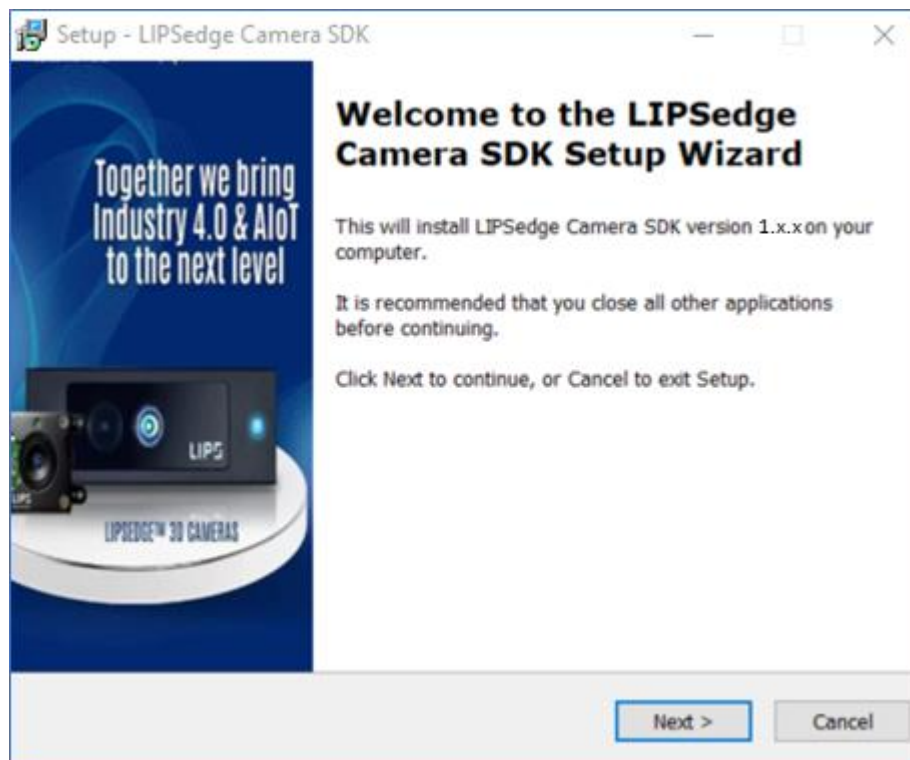 Setup - LIPSedge Camera SDK
Together we bring
Industry 4.0 & AIoT
to the next level
LIPS
LIPS
LIPSEDGE™ 3D CAMERAS
Welcome to the LIPSedge
Camera SDK Setup Wizard
This will install LIPSedge Camera SDK version 1.x.x on your
computer.
It is recommended that you close all other applications
before continuing.
Click Next to continue, or Cancel to exit Setup.
Next >
Cancel